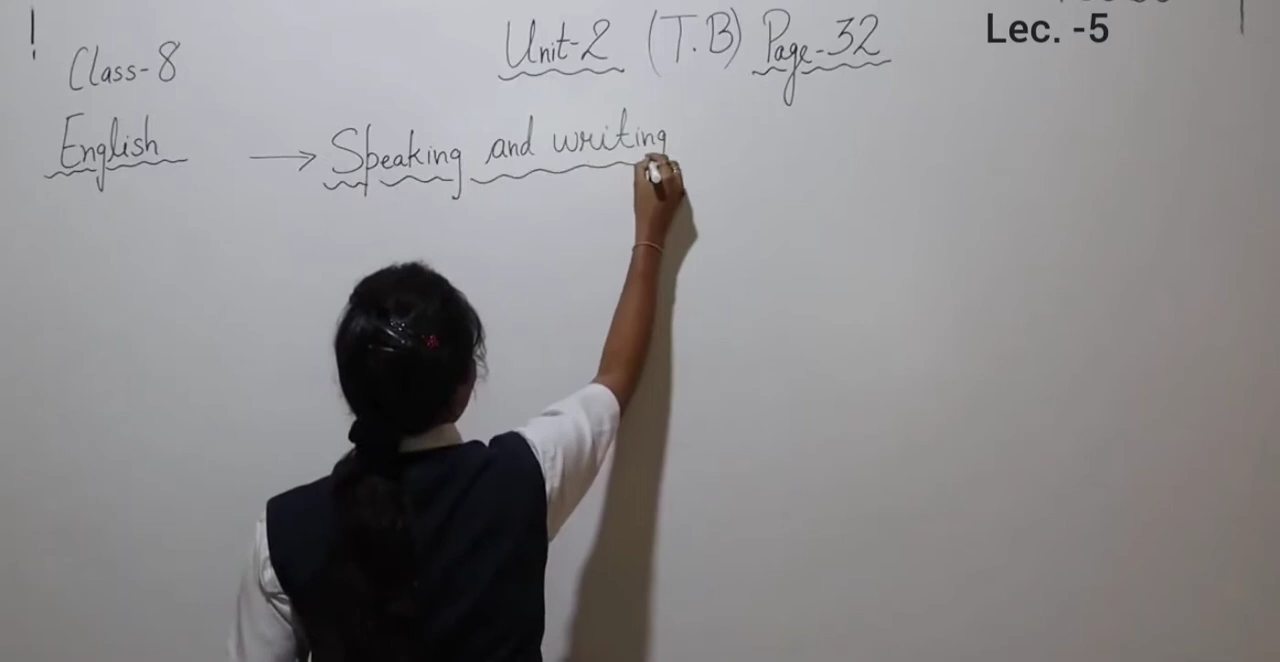 Unit-2 (T.B) Page-32
Lec. -5
Class-8
English → Speaking and writing